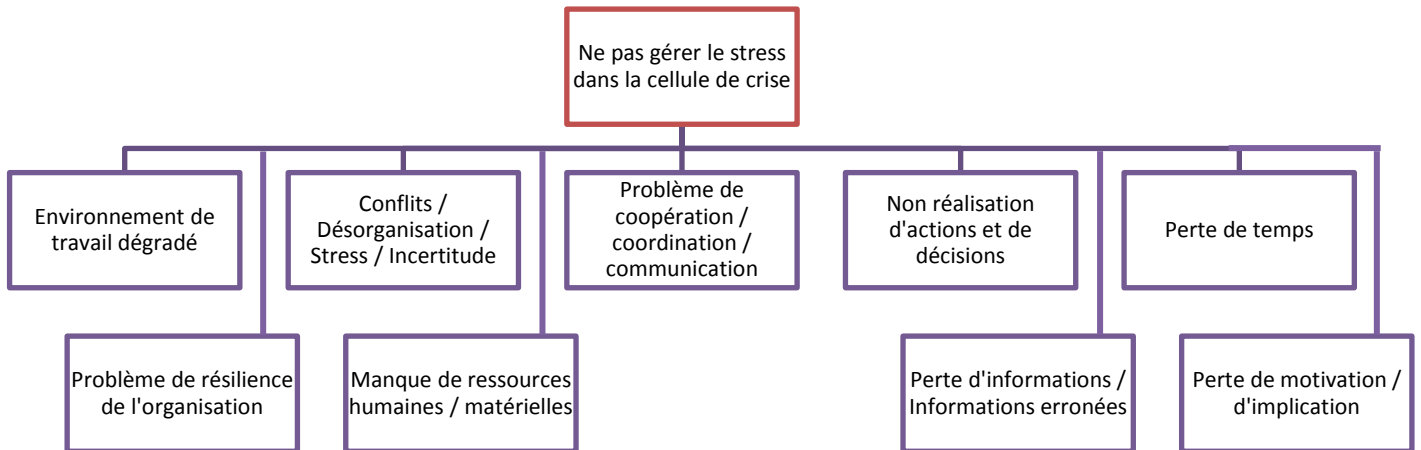 Ne pas gérer le stress
dans la cellule de crise
Environnement de
travail dégradé
Conflits /
Désorganisation /
Stress / Incertitude
Problème de
coopération /
coordination /
communication
Non réalisation
d'actions et de
décisions
Perte de temps
Problème de résilience
de l'organisation
Manque de ressources
humaines / matérielles
Perte d'informations /
Informations erronées
Perte de motivation /
d'implication